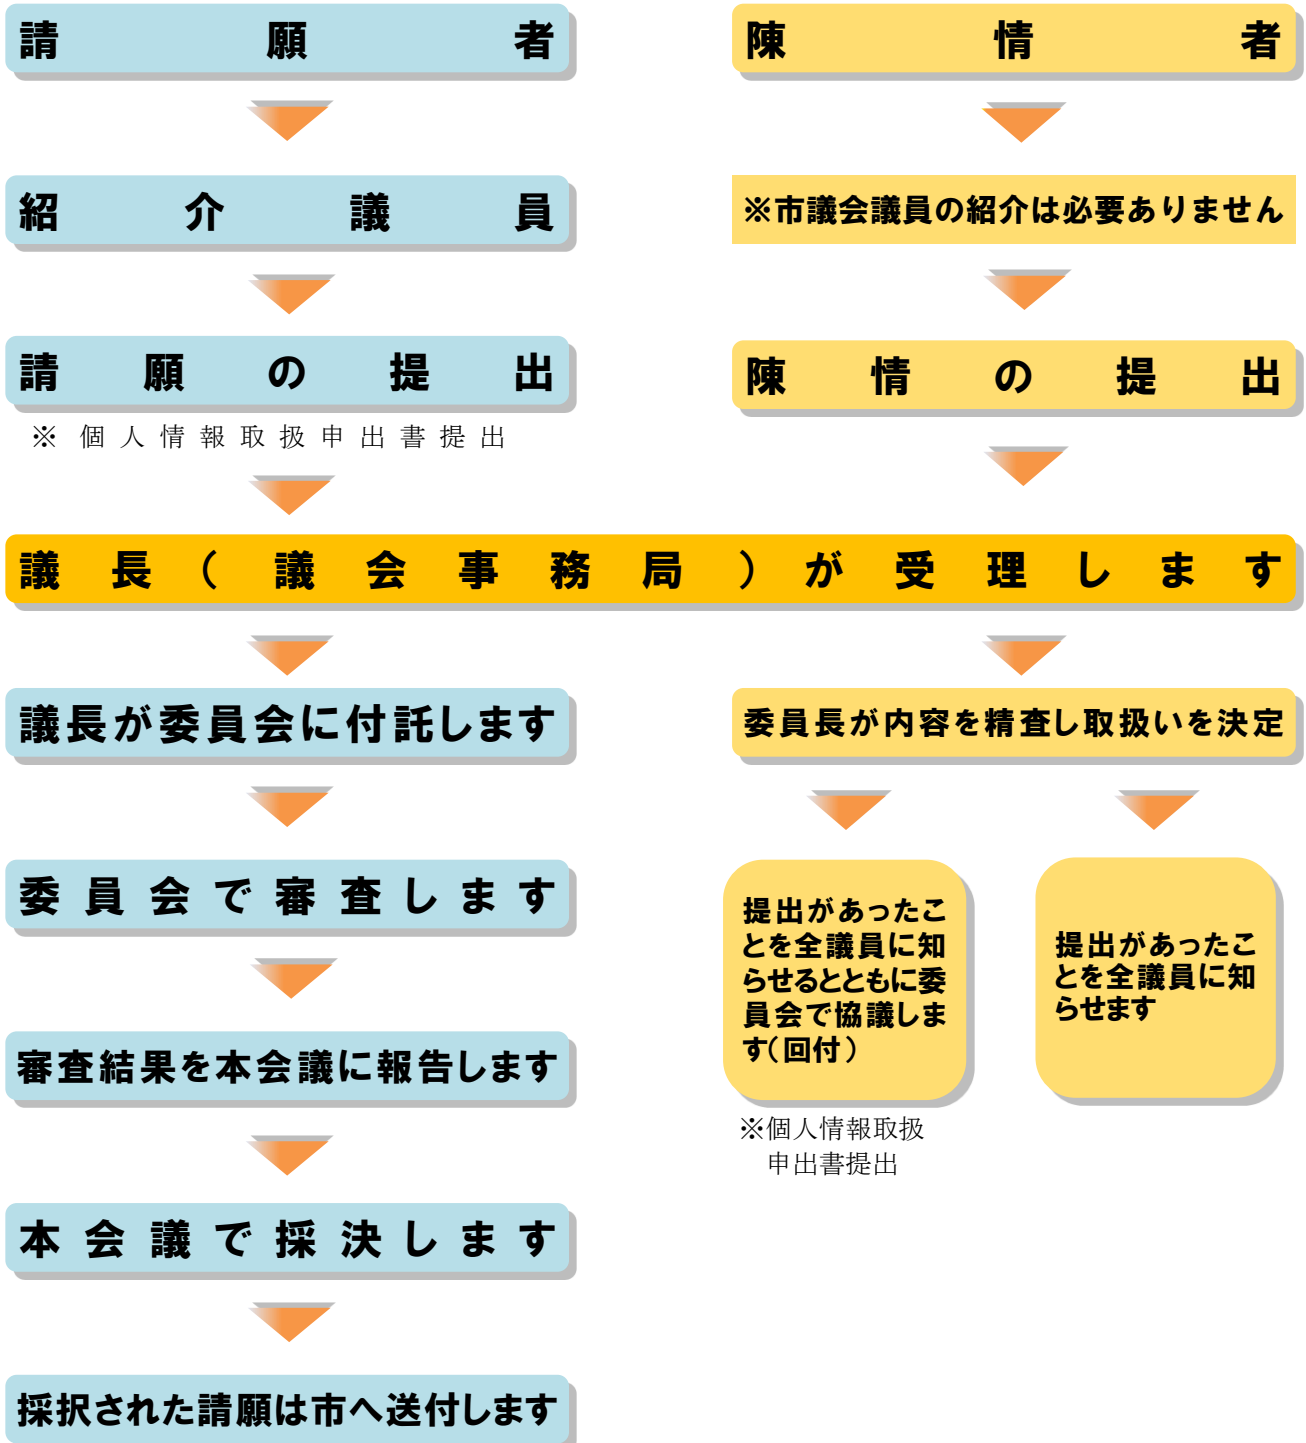 請願者
紹介議員
請願の提出
※個人情報取扱申出書提出
陳情者
※市議会議員の紹介は必要ありません
陳情の提出
議長(議会事務局)が受理します
議長が委員会に付託します
委員会で審査します
審査結果を本会議に報告します
本会議で採決します
採択された請願は市へ送付します
委員長が内容を精査し取扱いを決定
提出があったこ
とを全議員に知
らせるとともに委
員会で協議しま
す(回付)
※個人情報取扱
申出書提出
提出があったこ
とを全議員に知
らせます